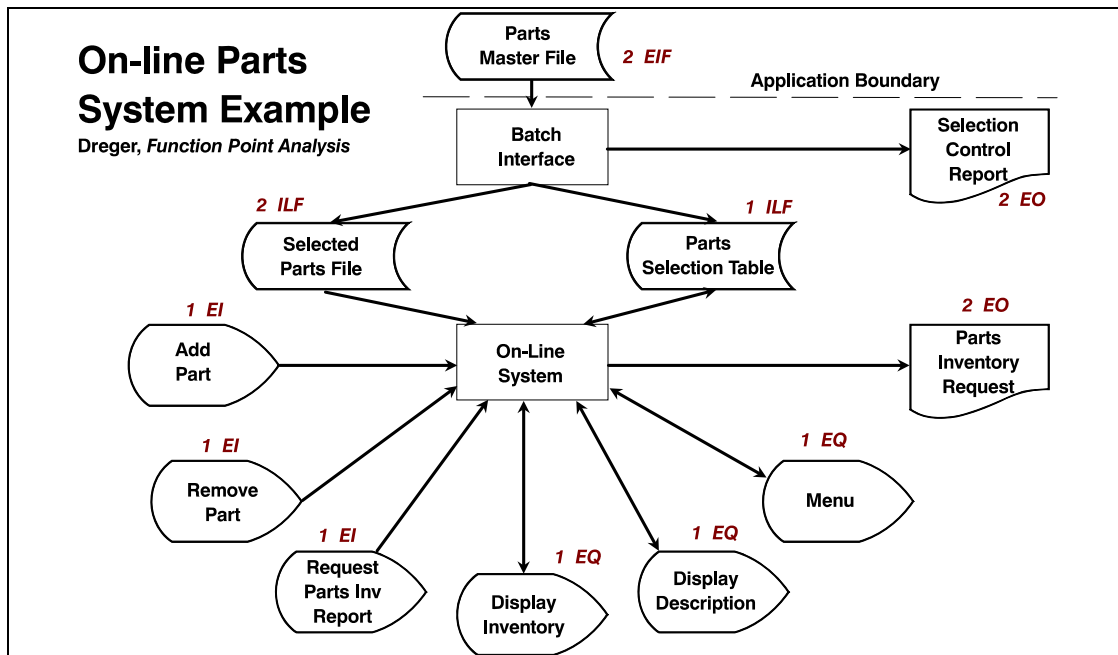 On-line Parts
System Example
Dreger, Function Point Analysis
Parts
Master File
2 EIF
Application Boundary
Batch
Interface
Selection
Control
Report
2 EO
2 ILF
Selected
Parts File
1 ILF
Parts
Selection Table
1 EI
Add
Part
On-Line
System
2 EO
Parts
Inventory
Request
1 EI
Remove
Part
1 EI
Request
Parts Inv
Report
1 EQ
Display
Inventory
1 EQ
Display
Description
1 EQ
Menu